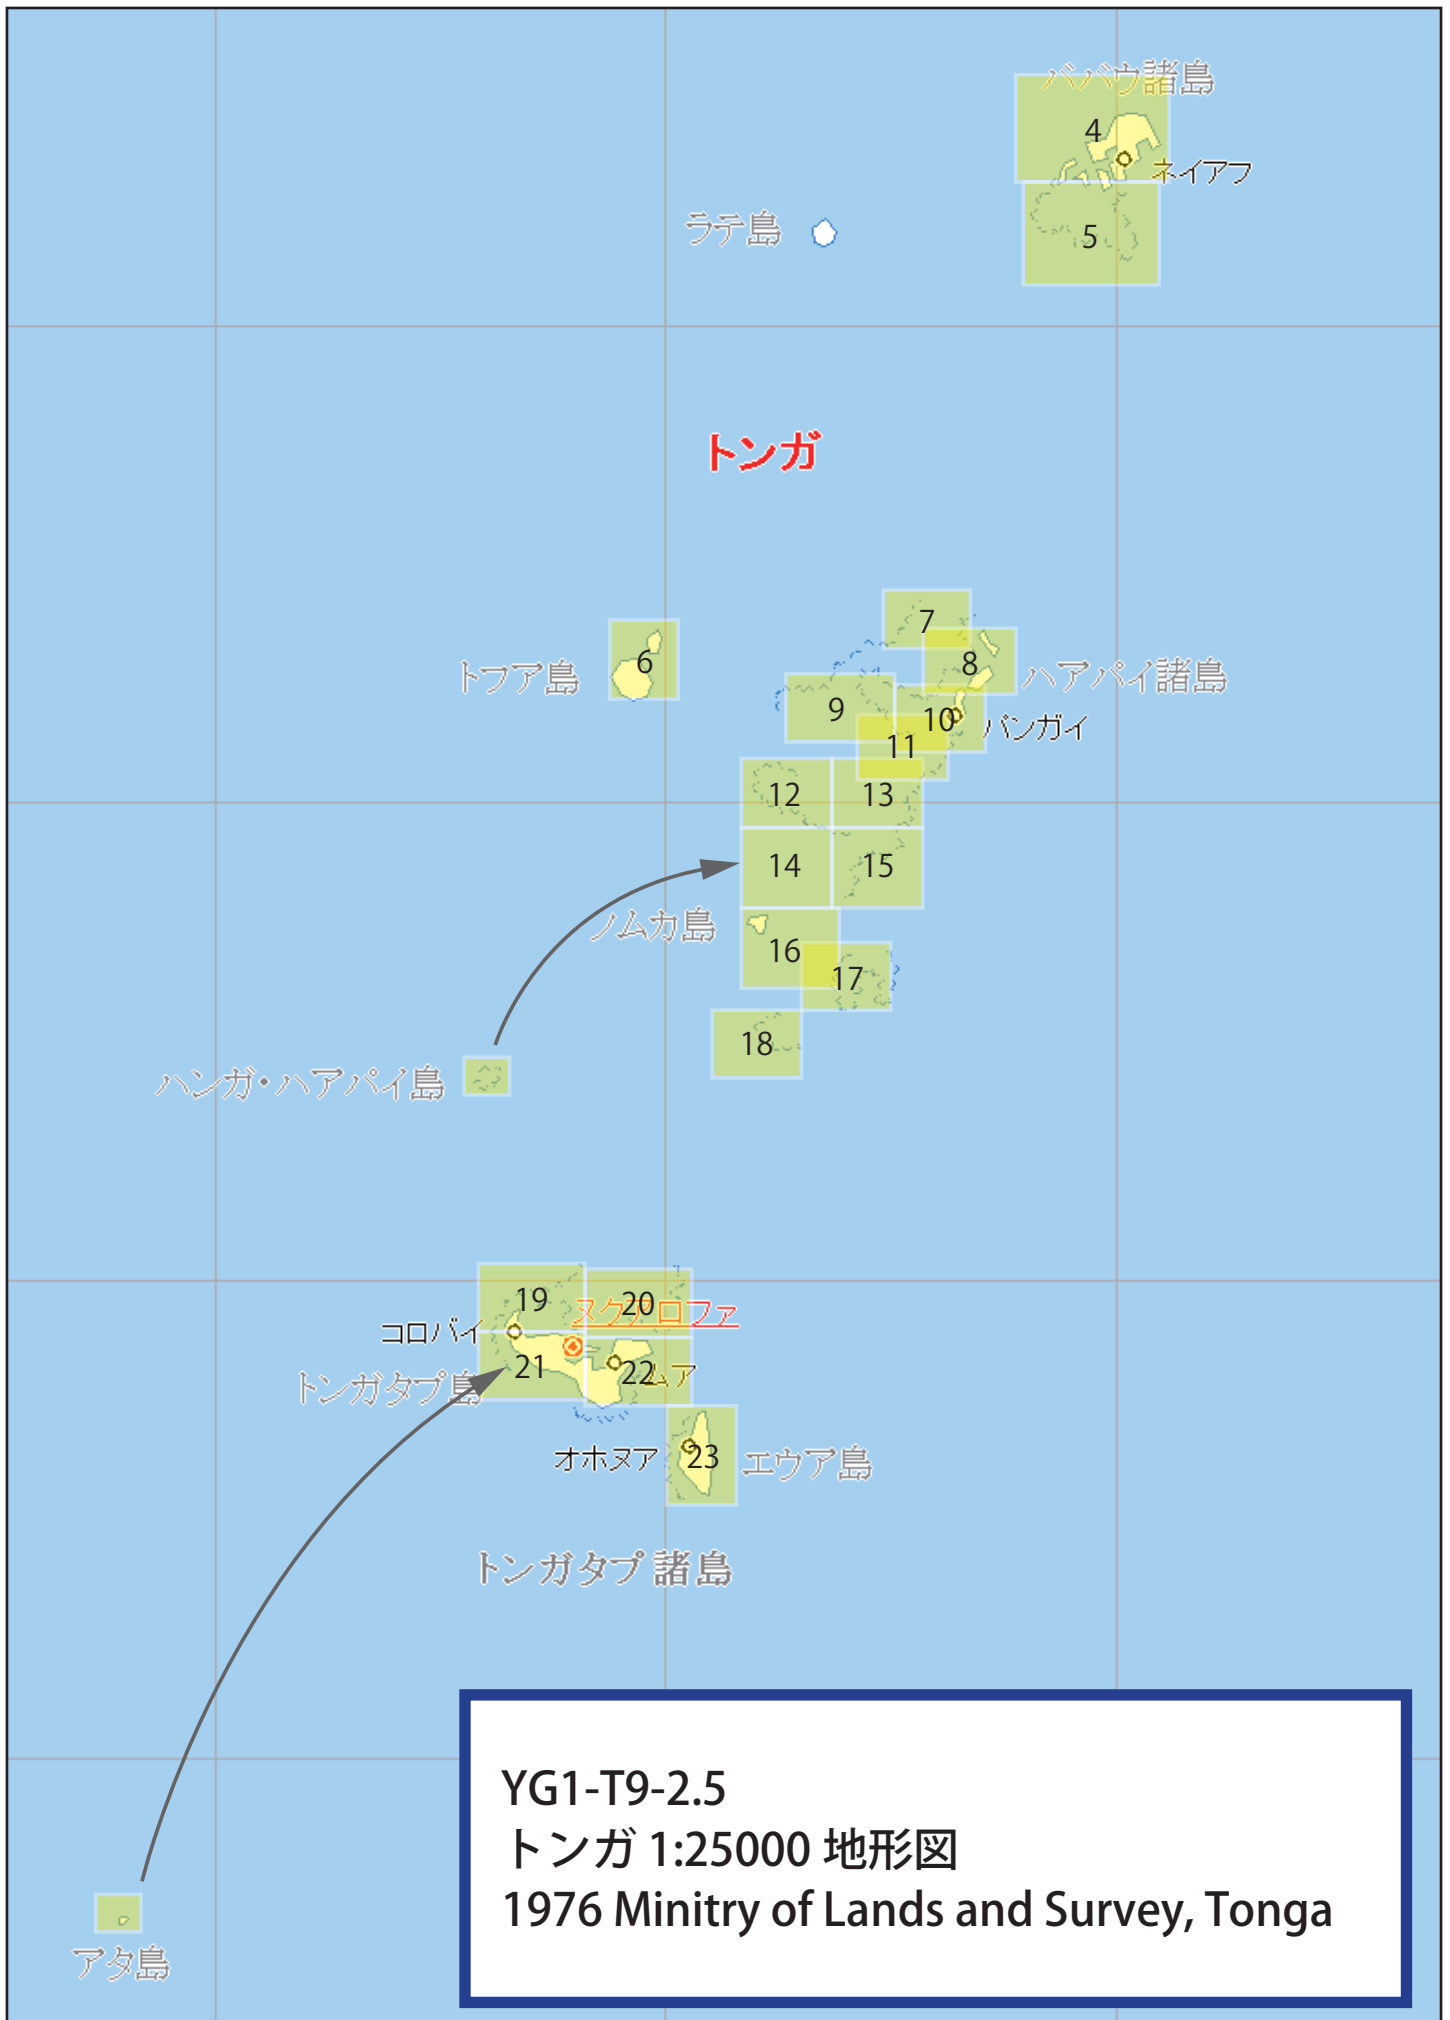 ババウ諸島
4
ネイアフ
5
ラテ島
トンガ
7
6
8
トフア島
ハアパイ諸島
9
10
パンガイ
11
12
13
14
15
ノムカ島
16
17
18
ハンガ・ハアパイ島
19
20
ヌクアロファ
コロバイ
21
22
ムア
トンガタプ島
オホヌア
23
エウア島
トンガタプ諸島
YG1-T9-2.5
トンガ 1:25000 地形図
1976 Minitry of Lands and Survey, Tonga
アタ島